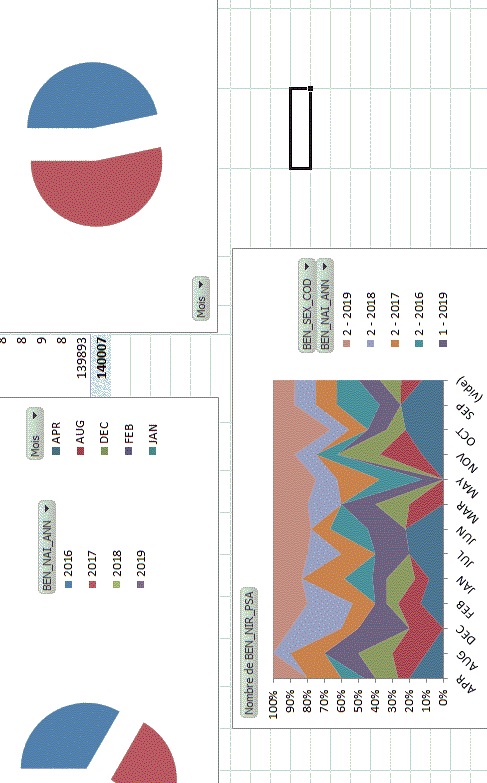 Mois
8
8
9
8
139893
140007
Mois
APR
AUG
DEC
FEB
JAN
BEN_NAI_ANN
2016
2017
2018
2019
BEN_SEX_COD
BEN_NAI_ANN
2 - 2019
2 - 2018
2 - 2017
2 - 2016
1 - 2019
Nombre de BEN_NIR_PSA
100%
90%
80%
70%
60%
50%
40%
30%
20%
10%
0%
APR
AUG
DEC
FEB
JAN
JUL
JUN
MAR
MAY
NOV
OCT
SEP
(vide)